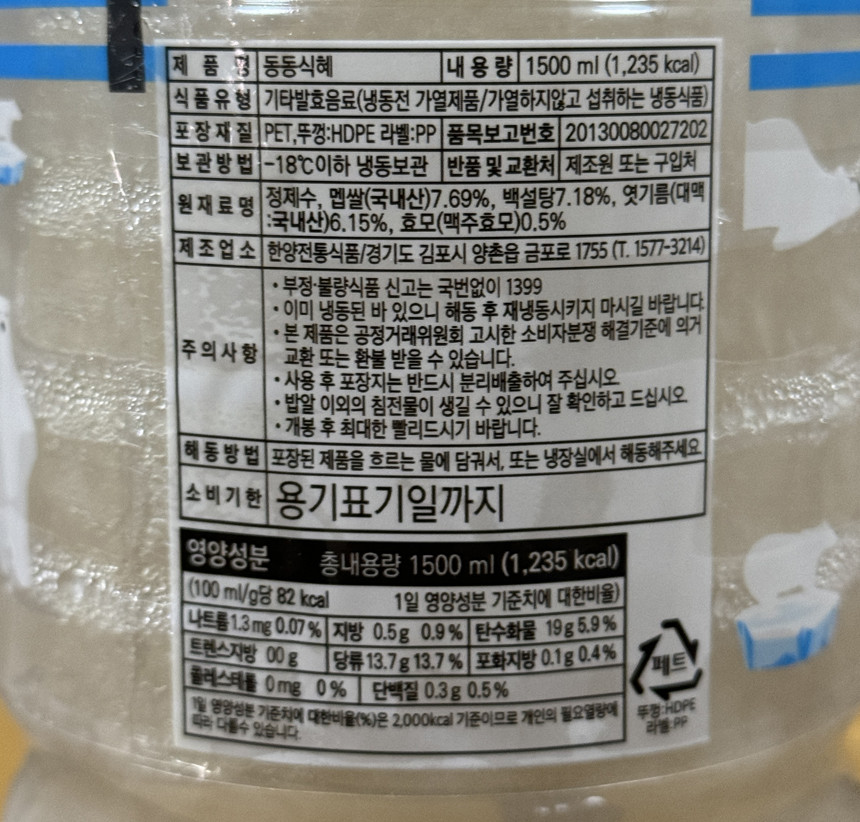 제 품 명 동동식혜 내 용 량 1500 ml (1,235 kcal)
식품유형 기타발효음료(냉동전 가열제품/가열하지않고 섭취하는 냉동식품)
포장재질 PET,뚜껑:HDPE 라벨:PP 품목보고번호 20130080027202
보관방법 -18℃이하 냉동보관 반품 및 교환처 제조원 또는 구입처
원재료명 정제수, 멥쌀(국내산)7.69%, 백설탕7.18%, 엿기름(대맥
:국내산)6.15%, 효모(맥주효모)0.5%
제조업소 한양전통식품/경기도 김포시 양촌읍 금포로 1755 (T. 1577-3214)
주의사항
• 부정·불량식품 신고는 국번없이 1399
• 이미 냉동된 바 있으니 해동 후 재냉동시키지 마시길 바랍니다.
• 본 제품은 공정거래위원회 고시한 소비자분쟁 해결기준에 의거
교환 또는 환불 받을 수 있습니다.
• 사용 후 포장지는 반드시 분리배출하여 주십시오.
• 밥알 이외의 침전물이 생길 수 있으니 잘 확인하고 드십시오.
• 개봉 후 최대한 빨리드시기 바랍니다.
해동방법 포장된 제품을 흐르는 물에 담궈서, 또는 냉장실에서 해동해주세요.
소비기한 용기표기일까지
영양성분 총내용량 1500 ml (1,235 kcal)
(100 ml/g당 82 kcal 1일 영양성분 기준치에 대한비율)
나트륨1.3mg 0.07% 지방 0.5g 0.9% 탄수화물 19g 5.9%
트랜스지방 00g 당류13.7g 13.7% 포화지방 0.1g 0.4%
콜레스테롤 0mg 0% 단백질 0.3g 0.5%
1일 영양성분 기준치에 대한비율(%)은 2,000kcal 기준이므로 개인의 필요열량에
따라 다를수 있습니다.
페트
뚜껑:HDPE
라벨:PP